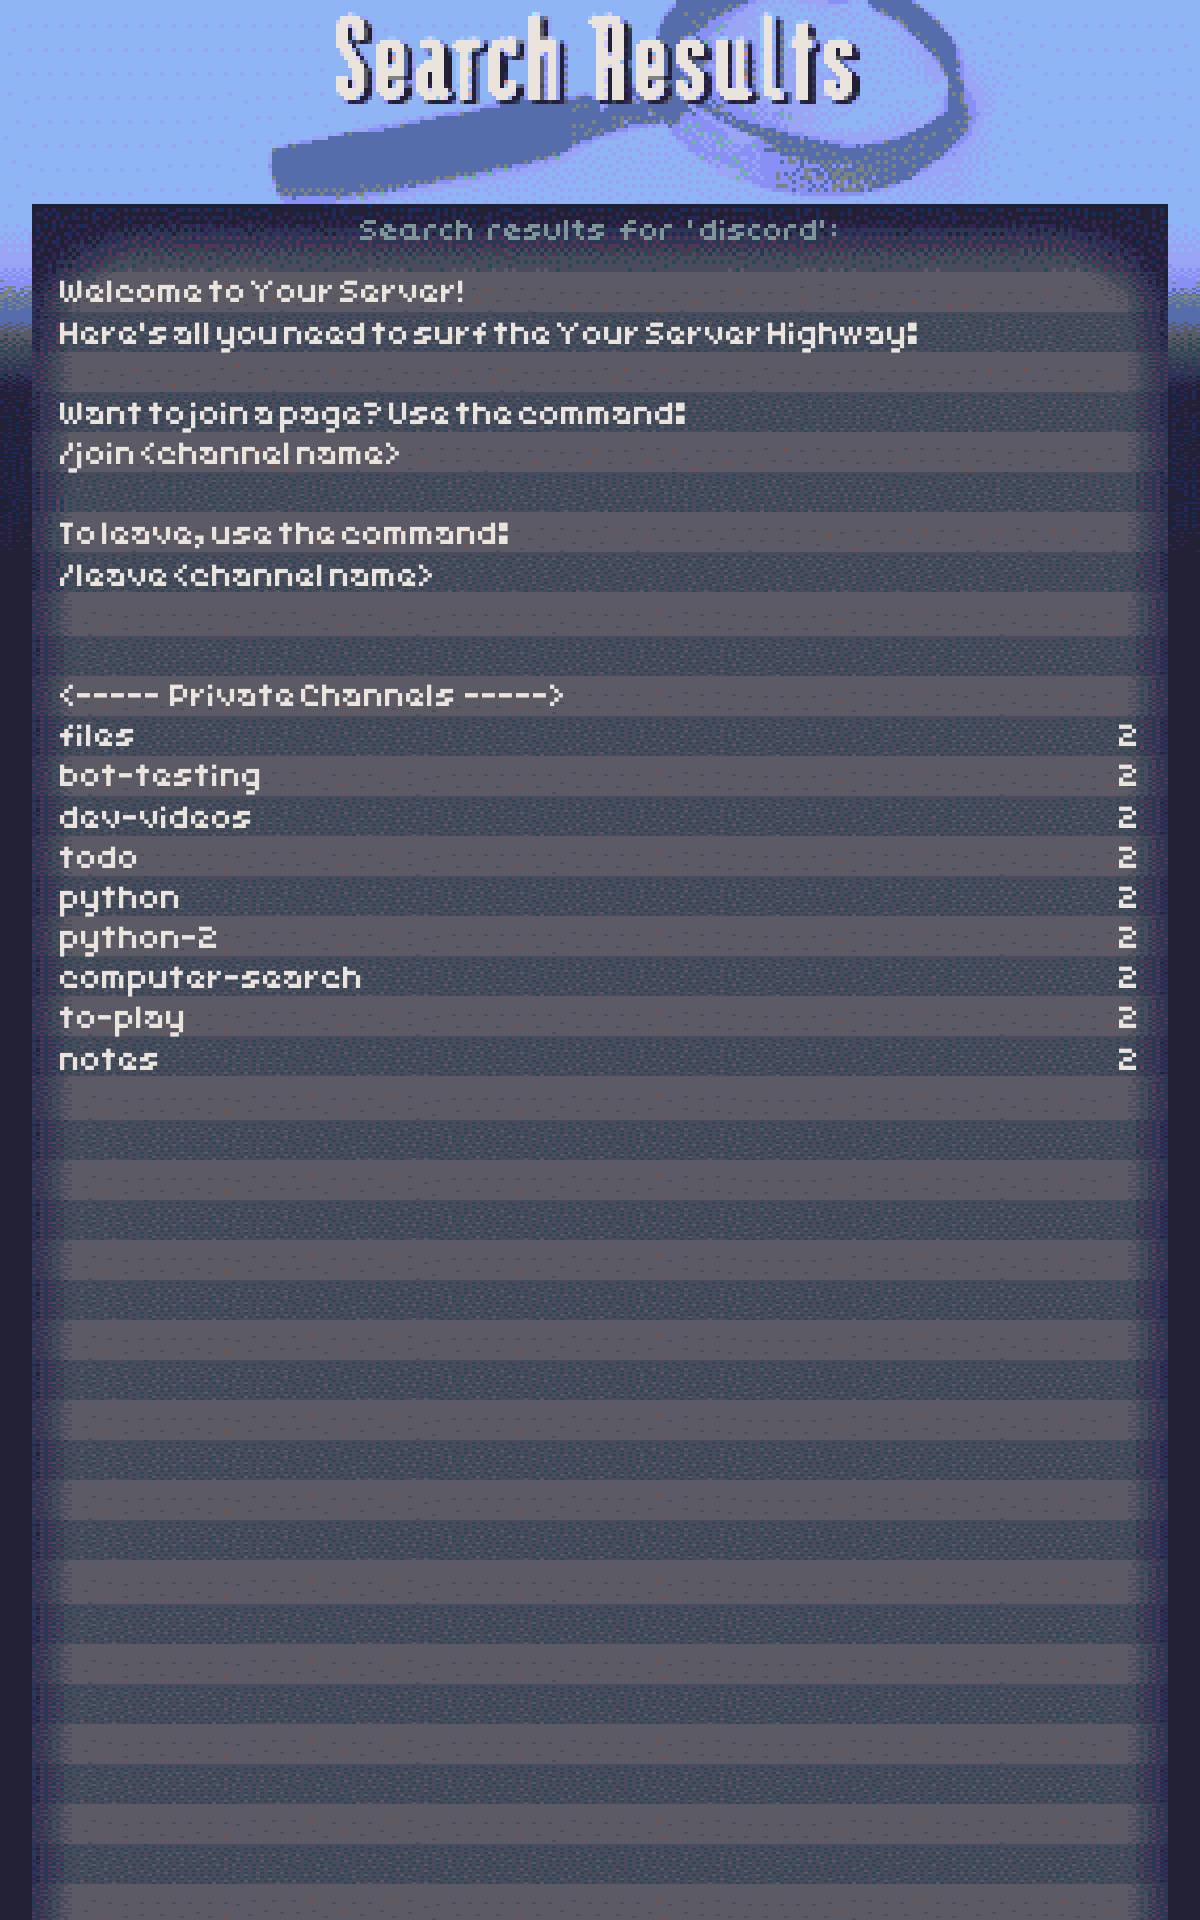 Search Results
Search results for 'discord':
Welcome to Your Server!
Here's all you need to surf the Your Server Highway:
Want to join a page? Use the command:
/join <channel name>
To leave, use the command:
/leave <channel name>
<----- Private Channels ----->
files 2
bot-testing 2
dev-videos 2
todo 2
python 2
python-2 2
computer-search 2
to-play 2
notes 2